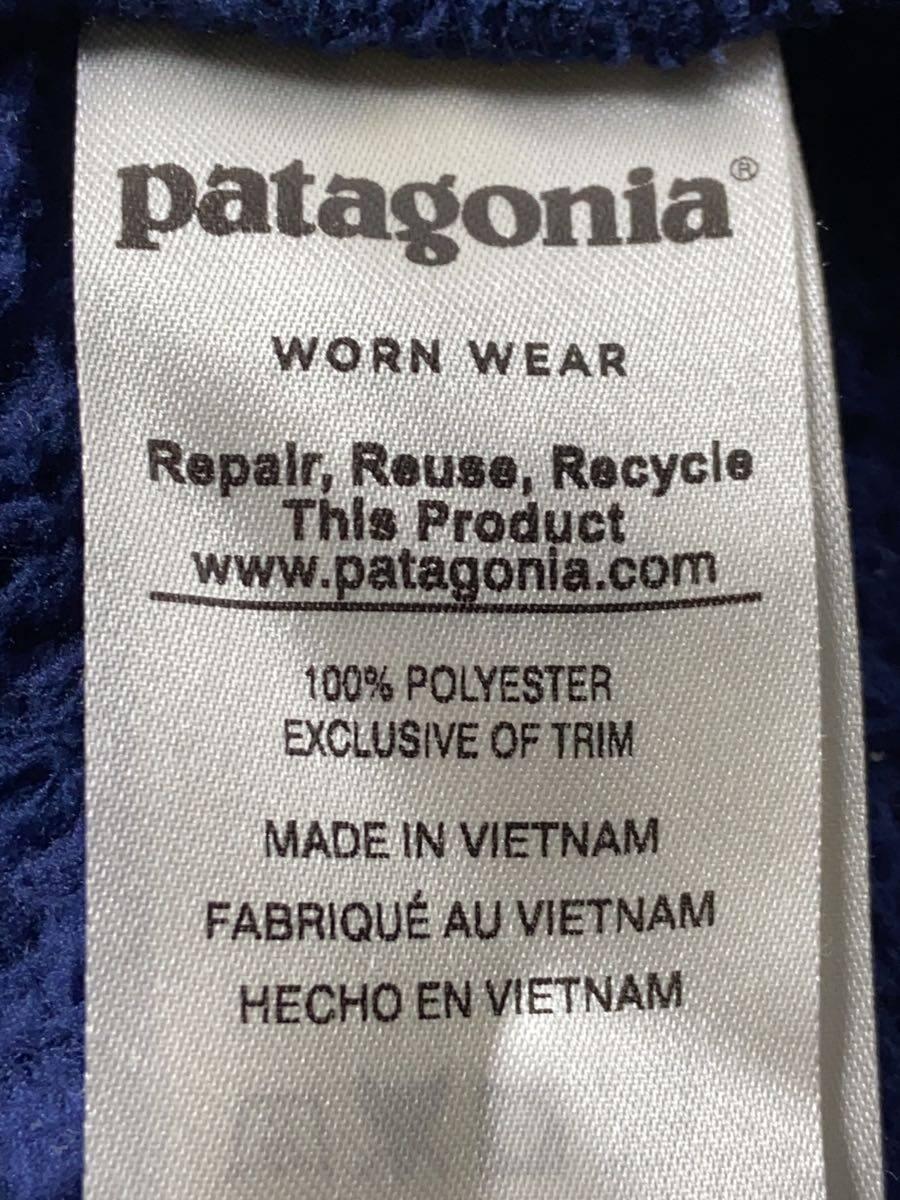 patagonia®
WORN WEAR
Repair, Reuse, Recycle
This Product
www.patagonia.com
100% POLYESTER
EXCLUSIVE OF TRIM
MADE IN VIETNAM
FABRIQUÉ AU VIETNAM
HECHO EN VIETNAM